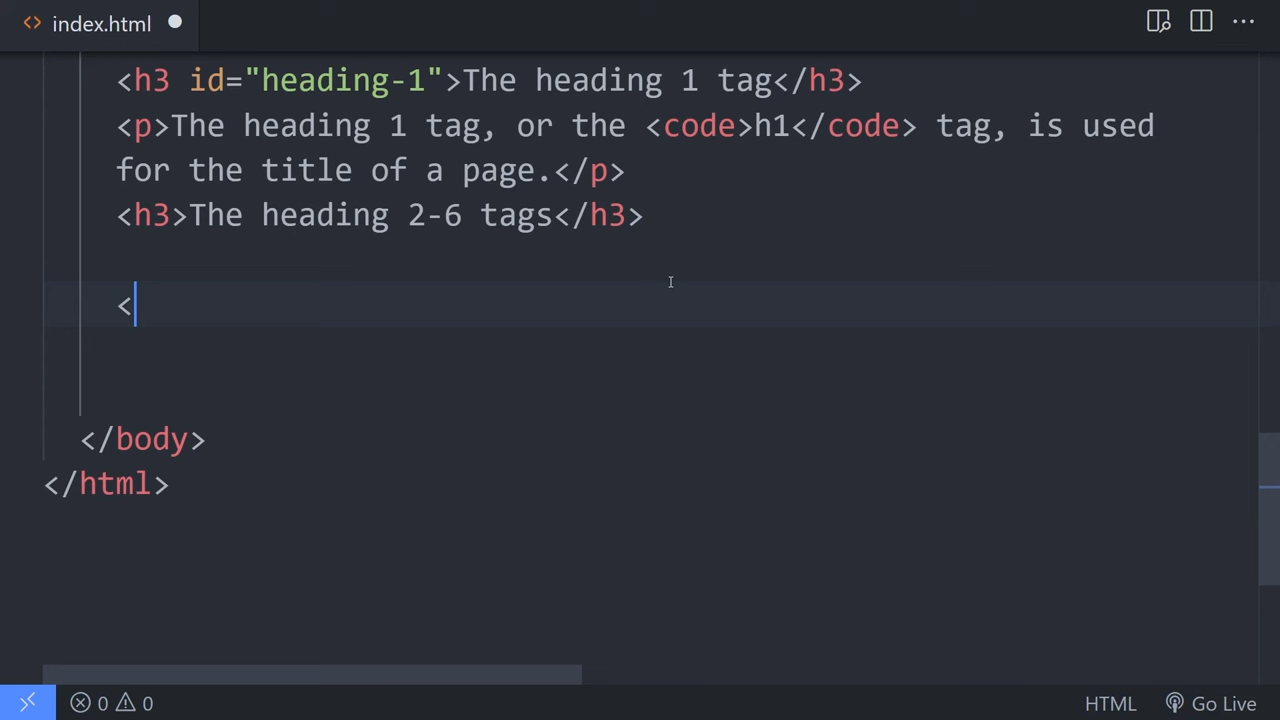 index.html
<h3 id="heading-1">The heading 1 tag</h3>
<p>The heading 1 tag, or the <code>h1</code> tag, is used
for the title of a page.</p>
<h3>The heading 2-6 tags</h3>
<
</body>
</html>
0 0 HTML Go Live